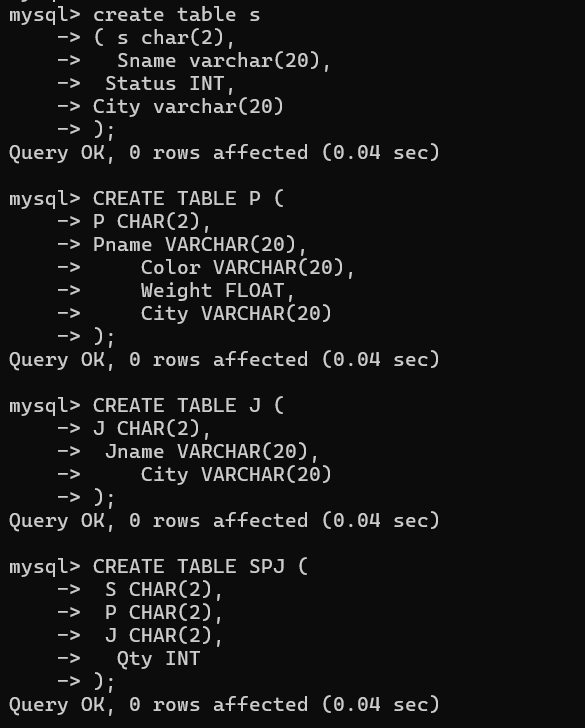 mysql> create table s
    -> ( s char(2),
    ->   Sname varchar(20),
    ->  Status INT,
    -> City varchar(20)
    -> );
Query OK, 0 rows affected (0.04 sec)

mysql> CREATE TABLE P (
    -> P CHAR(2),
    -> Pname VARCHAR(20),
    ->     Color VARCHAR(20),
    ->     Weight FLOAT,
    ->     City VARCHAR(20)
    -> );
Query OK, 0 rows affected (0.04 sec)

mysql> CREATE TABLE J (
    -> J CHAR(2),
    ->  Jname VARCHAR(20),
    ->     City VARCHAR(20)
    -> );
Query OK, 0 rows affected (0.04 sec)

mysql> CREATE TABLE SPJ (
    ->  S CHAR(2),
    ->  P CHAR(2),
    ->  J CHAR(2),
    ->   Qty INT
    -> );
Query OK, 0 rows affected (0.04 sec)